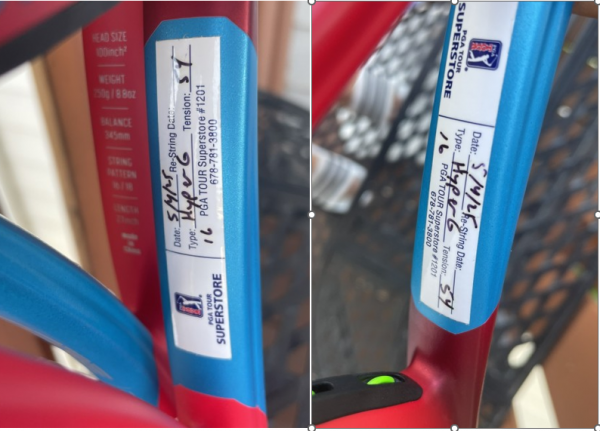 HEAD SIZE
100inch²
WEIGHT
250g / 8.8oz
BALANCE
345mm
STRING
PATTERN
LENGTH
Date: 5/4/25 Re-String Date:
Type: Hyper G Tension: 54
16 PGA TOUR Superstore #1201
678-781-3800
PGA TOUR
SUPERSTORE
PGA TOUR
SUPERSTORE
Date: 5/4/25 Re-String Date:
Type: Hyper G Tension: 54
16 PGA TOUR Superstore #1201
678-781-3800